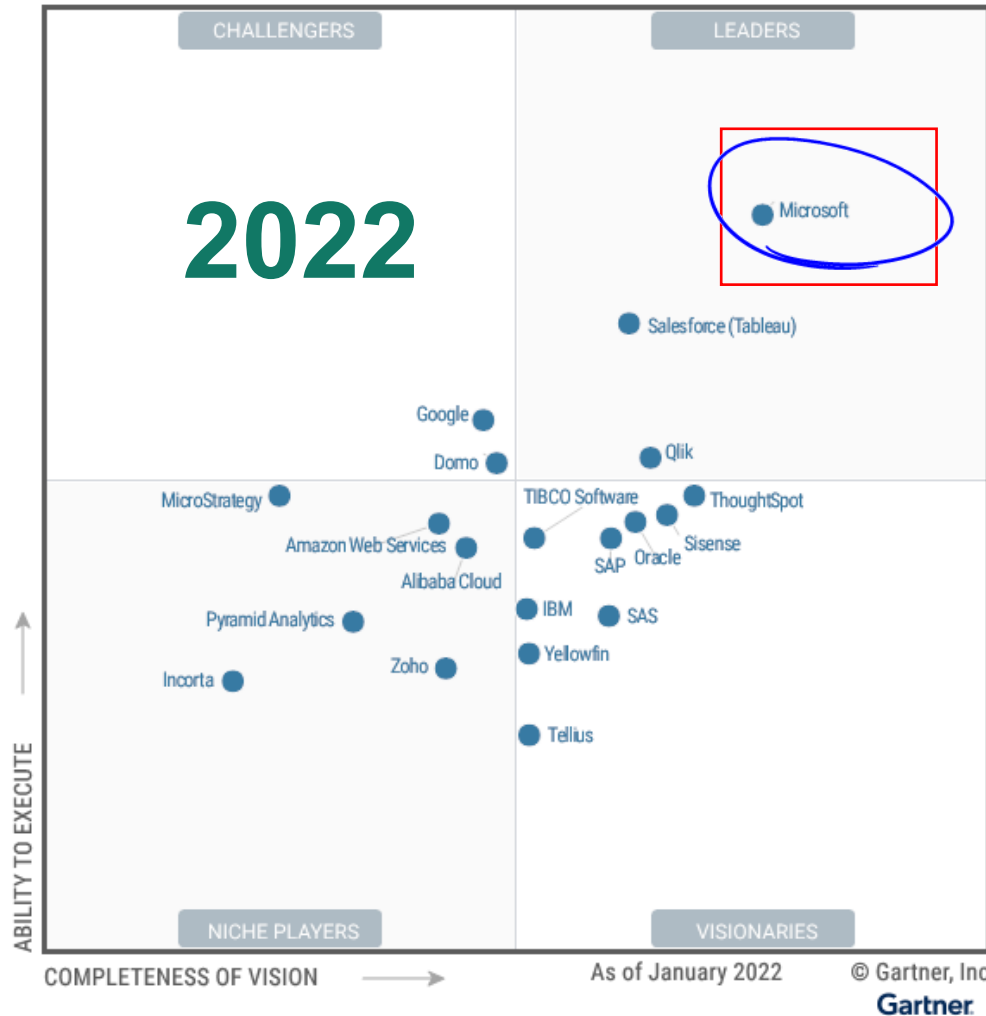 CHALLENGERS
LEADERS
2022
Microsoft
Salesforce (Tableau)
Google
Domo
Qlik
MicroStrategy
TIBCO Software
ThoughtSpot
Amazon Web Services
Sisense
Oracle
SAP
Alibaba Cloud
IBM
SAS
Pyramid Analytics
Yellowfin
Zoho
Incorta
Tellius
ABILITY TO EXECUTE
NICHE PLAYERS
VISIONARIES
COMPLETENESS OF VISION
As of January 2022
© Gartner, Inc
Gartner